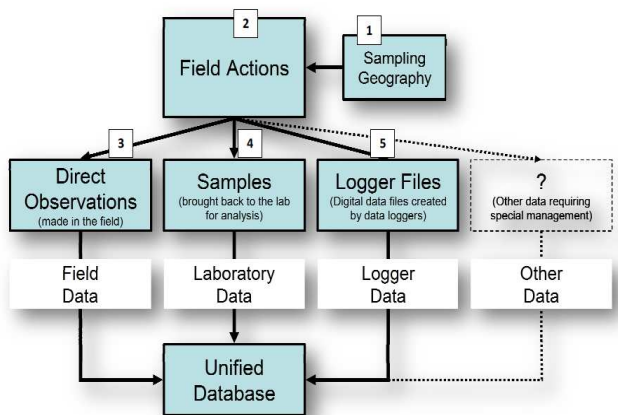 2
1
Field Actions
Sampling
Geography
3
4
5
Direct
Observations
(made in the field)
Samples
(brought back to the lab
for analysis)
Logger Files
(Digital data files created
by data loggers)
?
(Other data requiring
special management)
Field
Data
Laboratory
Data
Logger
Data
Other
Data
Unified
Database